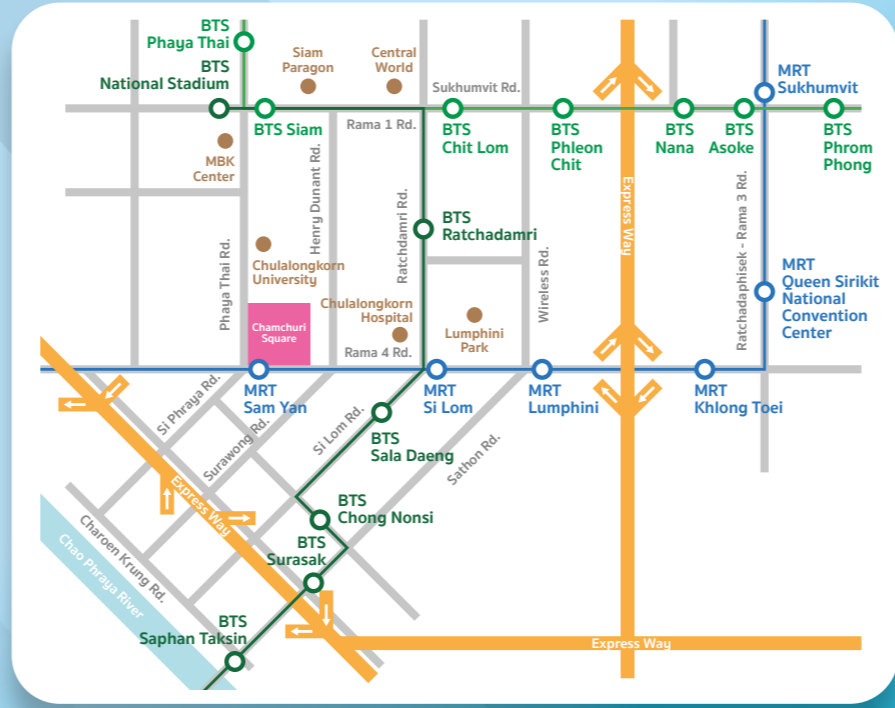 BTS
Phaya Thai
BTS
National Stadium
Siam
Paragon
Central
World
Sukhumvit Rd.
MRT
Sukhumvit
BTS Siam
Rama 1 Rd.
BTS
Chit Lom
BTS
Phleon
Chit
BTS
Nana
BTS
Asoke
BTS
Phrom
Phong
MBK
Center
Henry Dunant Rd.
Ratchdamri Rd.
BTS
Ratchadamri
Express Way
Ratchadaphisek - Rama 3 Rd.
Phaya Thai Rd.
Chulalongkorn
University
Wireless Rd.
MRT
Queen Sirikit
National
Convention
Center
Chamchuri
Square
Chulalongkorn
Hospital
Rama 4 Rd.
Lumphini
Park
MRT
Sam Yan
MRT
Si Lom
MRT
Lumphini
MRT
Khlong Toei
Si Phraya Rd.
Surawong Rd.
Si Lom Rd.
BTS
Sala Daeng
Sathon Rd.
Express Way
BTS
Chong Nonsi
BTS
Surasak
Charoen Krung Rd.
Chao Phraya River
BTS
Saphan Taksin
Express Way